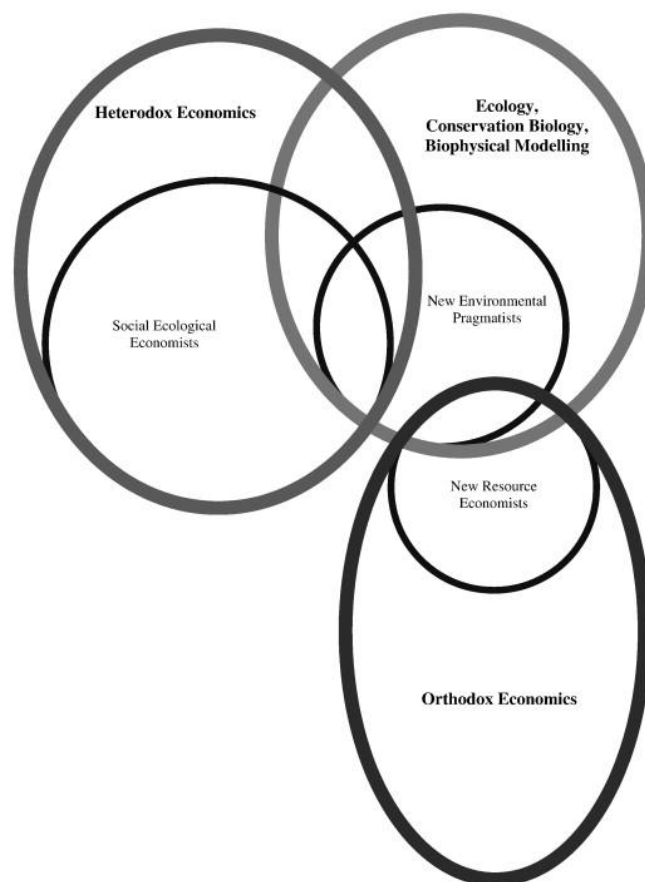 Heterodox Economics
Ecology,
Conservation Biology,
Biophysical Modelling
Social Ecological
Economists
New Environmental
Pragmatists
New Resource
Economists
Orthodox Economics